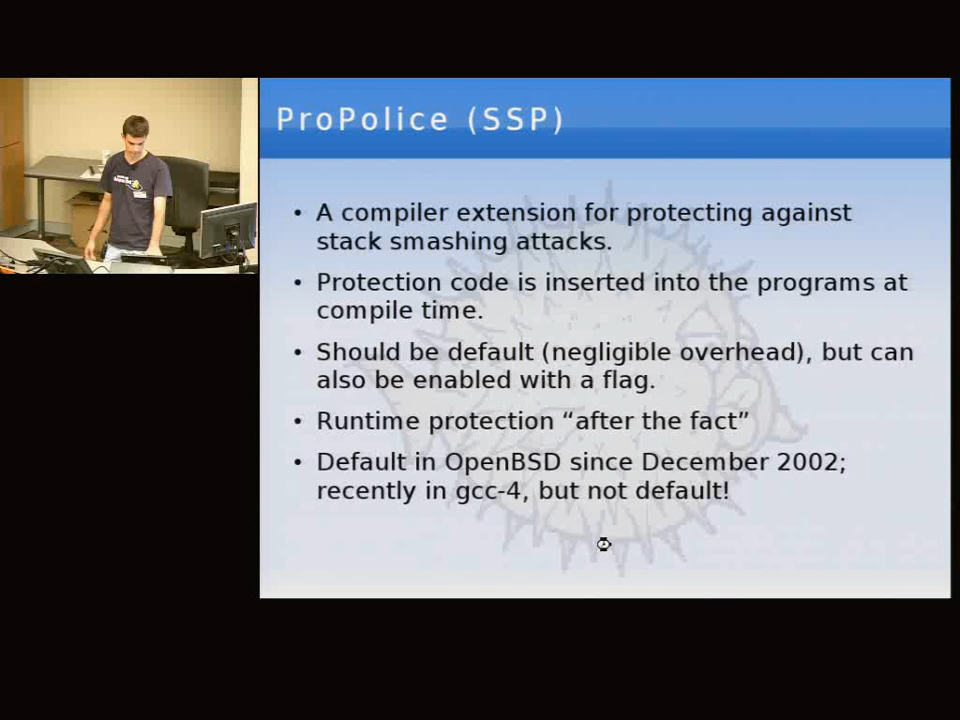 ProPolice (SSP)
• A compiler extension for protecting against
stack smashing attacks.
• Protection code is inserted into the programs at
compile time.
• Should be default (negligible overhead), but can
also be enabled with a flag.
• Runtime protection “after the fact”
• Default in OpenBSD since December 2002;
recently in gcc-4, but not default!